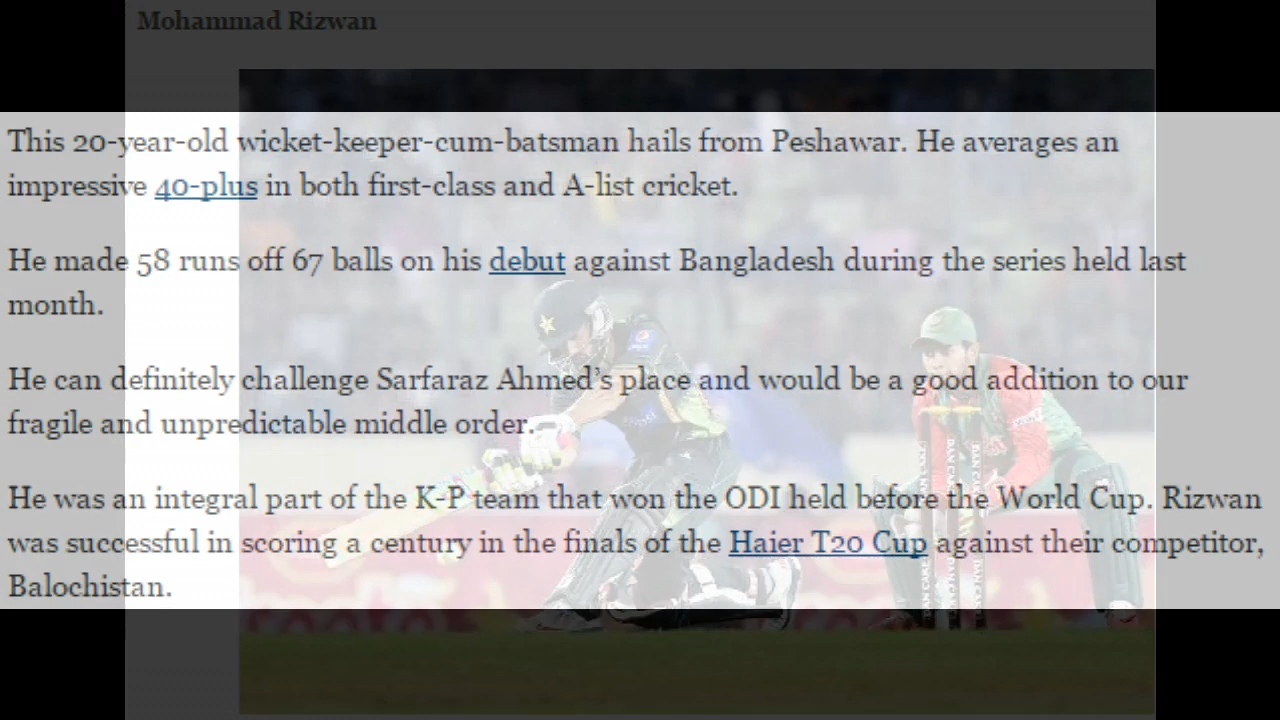 Mohammad Rizwan
This 20-year-old wicket-keeper-cum-batsman hails from Peshawar. He averages an
impressive 40-plus in both first-class and A-list cricket.
He made 58 runs off 67 balls on his debut against Bangladesh during the series held last
month.
He can definitely challenge Sarfaraz Ahmed's place and would be a good addition to our
fragile and unpredictable middle order.
He was an integral part of the K-P team that won the ODI held before the World Cup. Rizwan
was successful in scoring a century in the finals of the Haier T20 Cup against their competitor,
Balochistan.